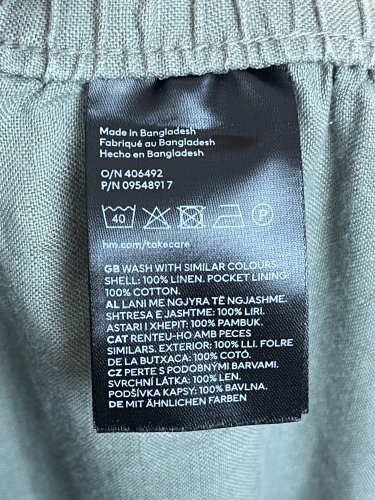 Made in Bangladesh
Fabriqué au Bangladesh
Hecho en Bangladesh
O/N 406492
P/N 09548917
40
P
hm.com/takecare
GB WASH WITH SIMILAR COLOURS.
SHELL: 100% LINEN. POCKET LINING:
100% COTTON.
AL LANI ME NGJYRA TË NGJASHME.
SHTRESA E JASHTME: 100% LIRI.
ASTARI I XHEPIT: 100% PAMBUK.
CAT RENTEU-HO AMB PECES
SIMILARS. EXTERIOR: 100% LLI. FOLRE
DE LA BUTXACA: 100% COTÓ.
CZ PERTE S PODOBNÝMI BARVAMI.
SVRCHNÍ LÁTKA: 100% LEN.
PODŠÍVKA KAPSY: 100% BAVLNA.
DE MIT ÄHNLICHEN FARBEN